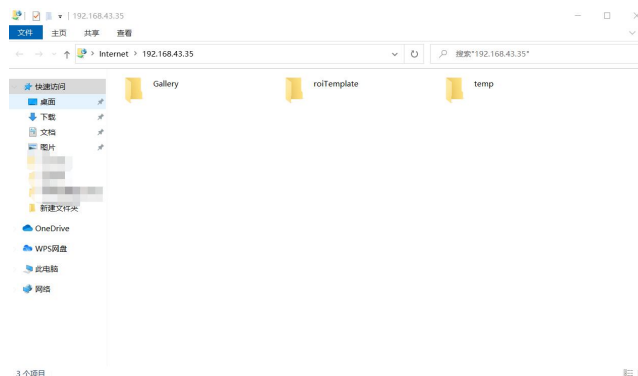 192.168.43.35
文件 主页 共享 查看
Internet > 192.168.43.35
搜索"192.168.43.35"
快速访问
Gallery roiTemplate temp
桌面
下载
文档
图片
新建文件夹
OneDrive
WPS网盘
此电脑
网络
3 个项目